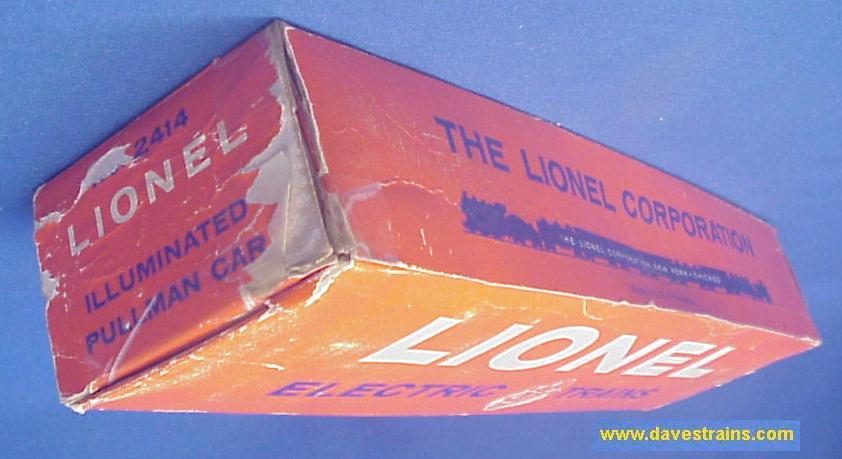 2414
LIONEL
ILLUMINATED
PULLMAN CAR
THE LIONEL CORPORATION
THE LIONEL CORPORATION NEW YORK • CHICAGO
LIONEL
ELECTRIC TRAINS
www.davestrains.com